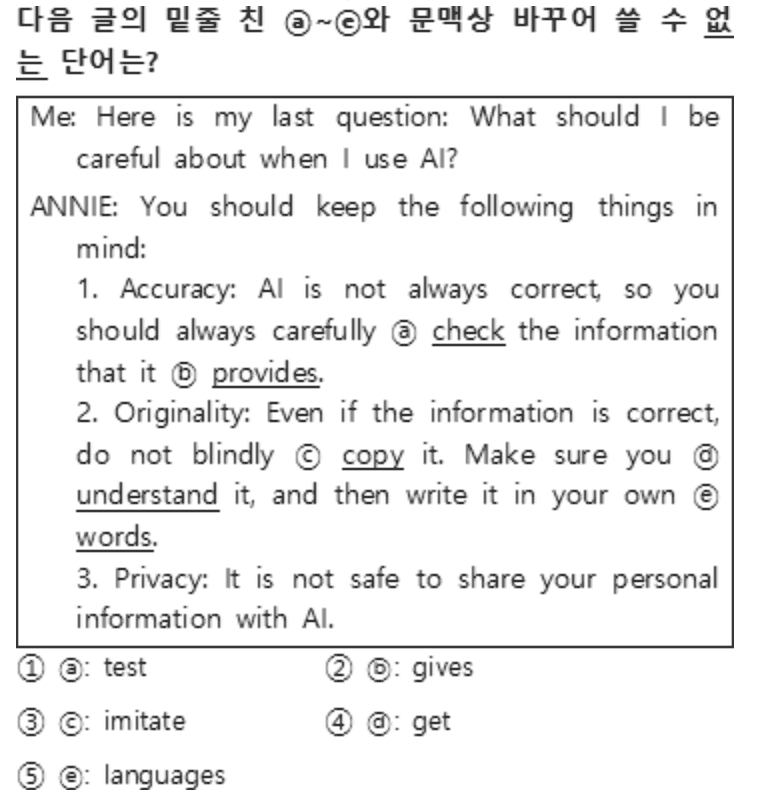 다음 글의 밑줄 친 ⓐ~ⓔ와 문맥상 바꾸어 쓸 수 없
는 단어는?
Me: Here is my last question: What should I be
careful about when I use AI?
ANNIE: You should keep the following things in
mind:
1. Accuracy: AI is not always correct, so you
should always carefully ⓐ check the information
that it ⓑ provides.
2. Originality: Even if the information is correct,
do not blindly ⓒ copy it. Make sure you ⓓ
understand it, and then write it in your own ⓔ
words.
3. Privacy: It is not safe to share your personal
information with AI.
① ⓐ: test ② ⓑ: gives
③ ⓒ: imitate ④ ⓓ: get
⑤ ⓔ: languages